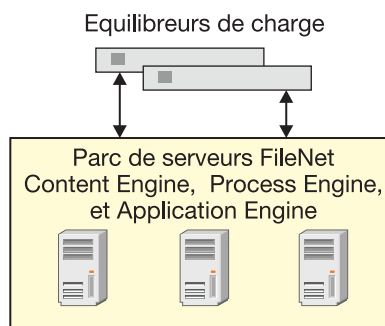 Equilibreurs de charge
Parc de serveurs FileNet
Content Engine, Process Engine,
et Application Engine